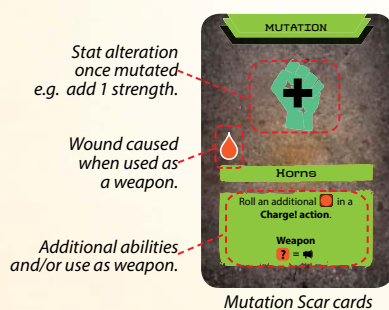 MUTATION
Stat alteration
once mutated
e.g. add 1 strength.
Wound caused
when used as
a weapon.
Horns
Roll an additional in a
Charge! action.
Weapon
? =
Additional abilities
and/or use as weapon.
Mutation Scar cards